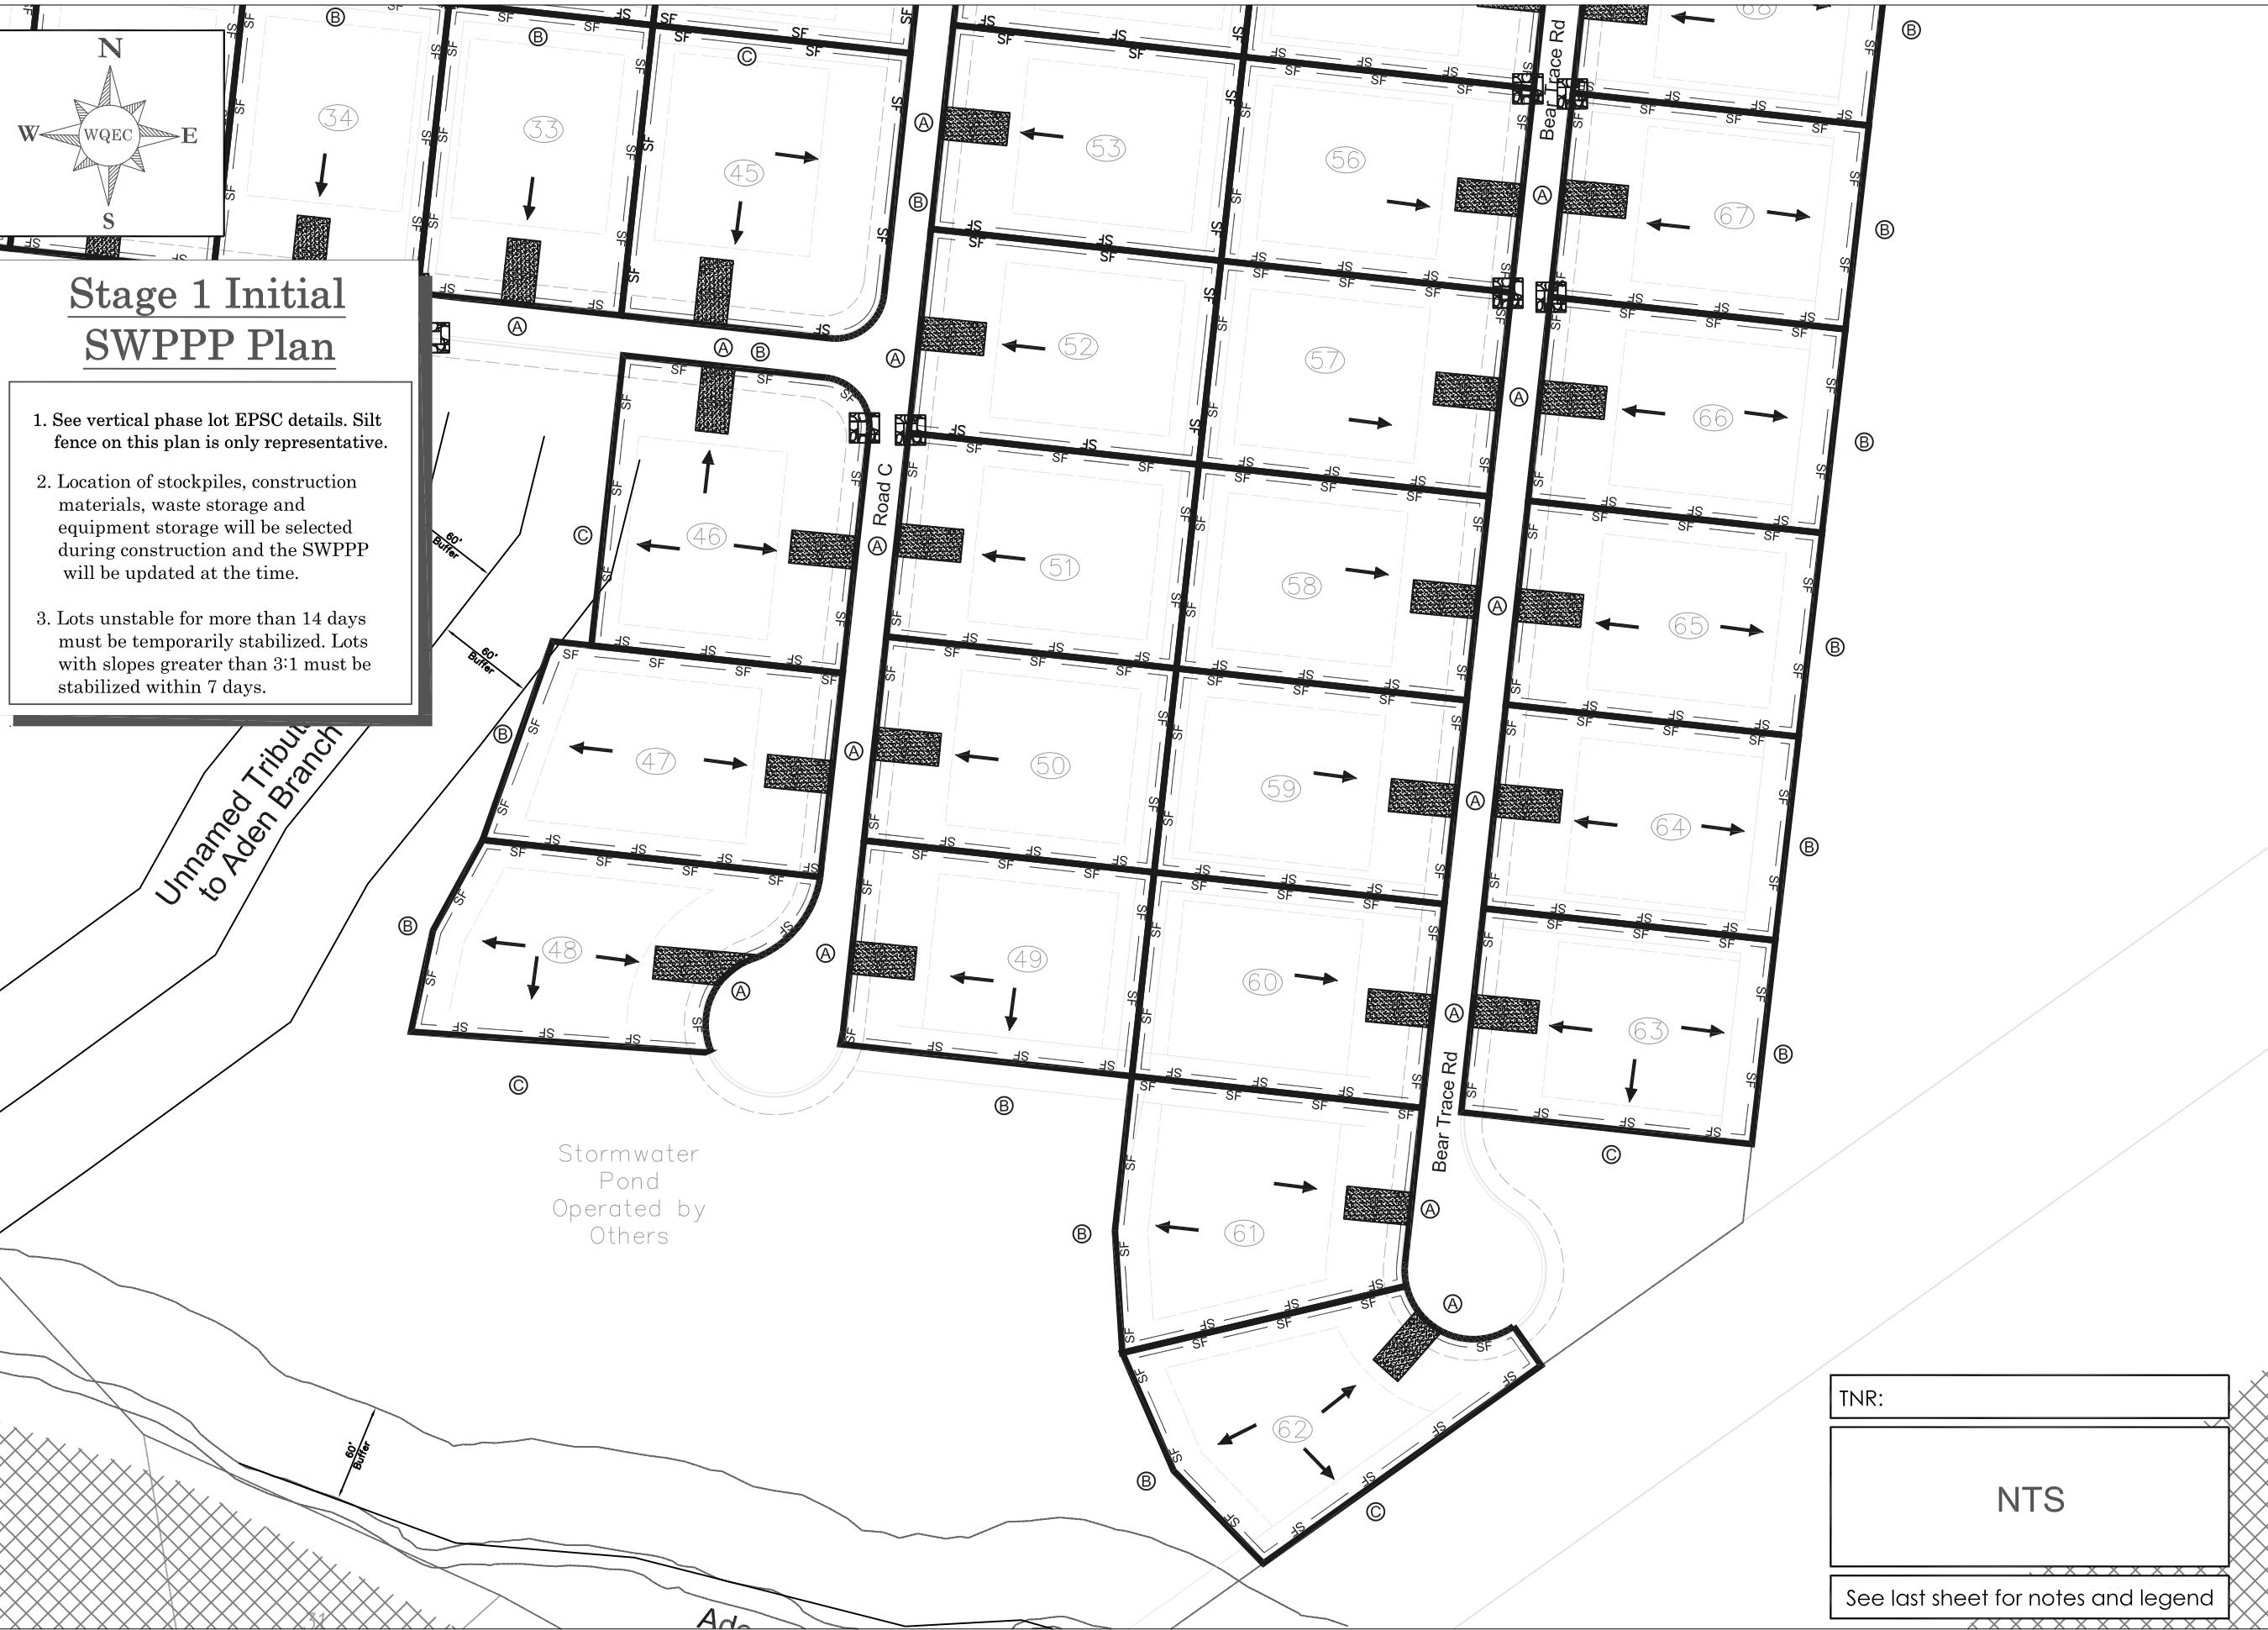 N
W
WQEC
E
S
Stage 1 Initial
SWPPP Plan
1. See vertical phase lot EPSC details. Silt
fence on this plan is only representative.
2. Location of stockpiles, construction
materials, waste storage and
equipment storage will be selected
during construction and the SWPPP
will be updated at the time.
3. Lots unstable for more than 14 days
must be temporarily stabilized. Lots
with slopes greater than 3:1 must be
stabilized within 7 days.
34
33
45
53
56
67
68
52
57
66
46
51
58
65
47
50
59
64
48
49
60
63
61
62
Bear Trace Rd
Road C
Bear Trace Rd
60'
Buffer
60'
Buffer
60'
Buffer
Unnamed
to Aden Branch
Stormwater
Pond
Operated by
Others
A
B
C
SF
31
TNR:
NTS
See last sheet for notes and legend